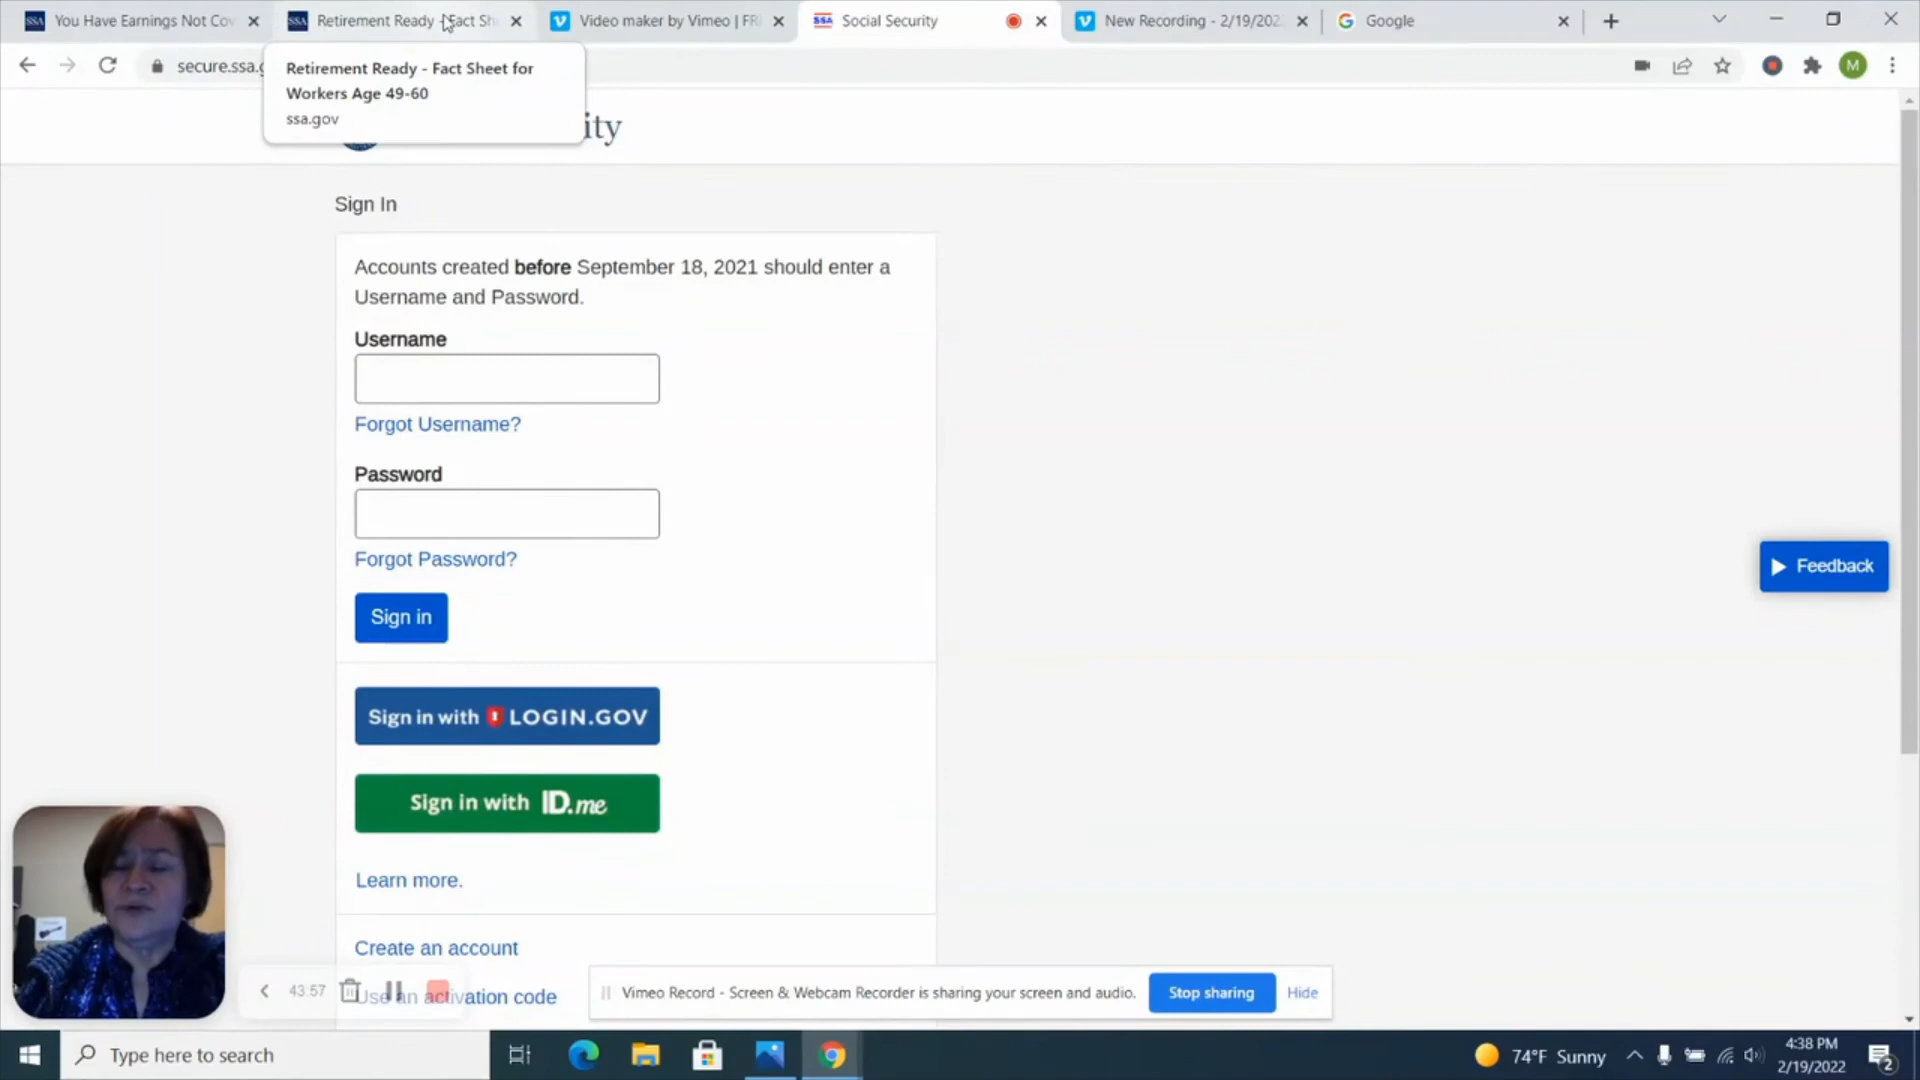 You Have Earnings Not Cov
Retirement Ready - Fact Sh
Video maker by Vimeo | FR
SSA
Social Security
New Recording - 2/19/202
Google
secure.ssa.g
M
Retirement Ready - Fact Sheet for
Workers Age 49-60
ssa.gov
ity
Sign In
Accounts created before September 18, 2021 should enter a
Username and Password.
Username
Forgot Username?
Password
Forgot Password?
Sign in
Feedback
Sign in with LOGIN.GOV
Sign in with ID.me
Learn more.
Create an account
Use an activation code
43:57
Vimeo Record - Screen & Webcam Recorder is sharing your screen and audio.
Stop sharing
Hide
Type here to search
74°F Sunny
4:38 PM
2/19/2022
2